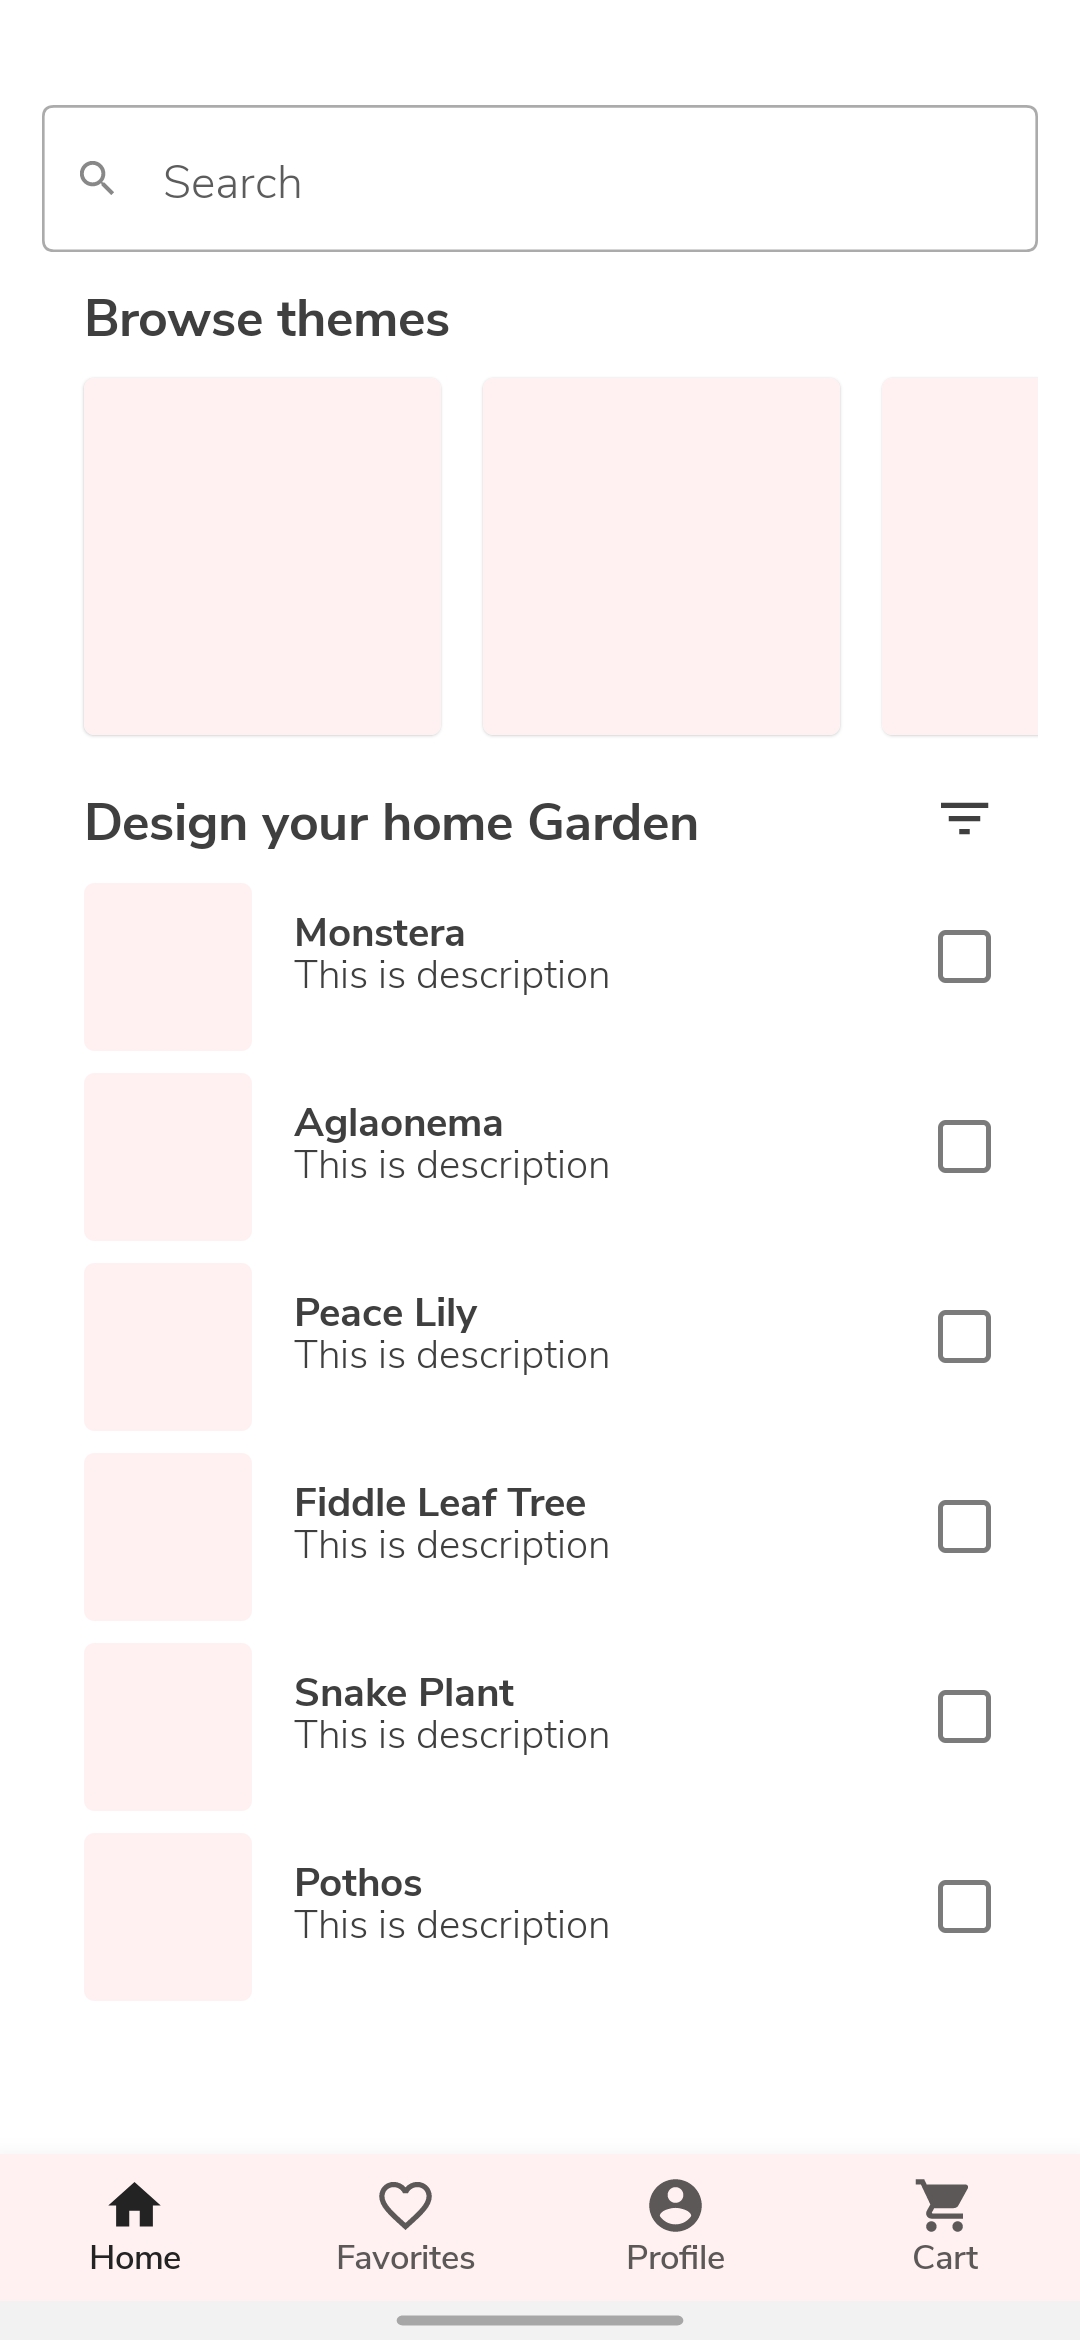 Search
Browse themes
Design your home Garden
Monstera
This is description
Aglaonema
This is description
Peace Lily
This is description
Fiddle Leaf Tree
This is description
Snake Plant
This is description
Pothos
This is description
Home Favorites Profile Cart